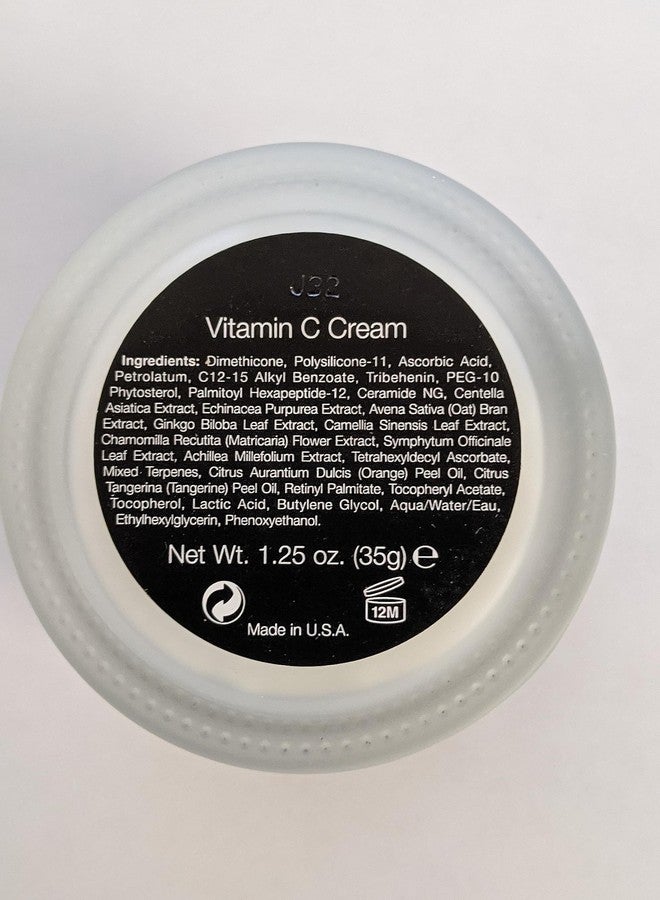 J32
Vitamin C Cream
Ingredients: Dimethicone, Polysilicone-11, Ascorbic Acid,
Petrolatum, C12-15 Alkyl Benzoate, Tribehenin, PEG-10
Phytosterol, Palmitoyl Hexapeptide-12, Ceramide NG, Centella
Asiatica Extract, Echinacea Purpurea Extract, Avena Sativa (Oat) Bran
Extract, Ginkgo Biloba Leaf Extract, Camellia Sinensis Leaf Extract,
Chamomilla Recutita (Matricaria) Flower Extract, Symphytum Officinale
Leaf Extract, Achillea Millefolium Extract, Tetrahexyldecyl Ascorbate,
Mixed Terpenes, Citrus Aurantium Dulcis (Orange) Peel Oil, Citrus
Tangerina (Tangerine) Peel Oil, Retinyl Palmitate, Tocopheryl Acetate,
Tocopherol, Lactic Acid, Butylene Glycol, Aqua/Water/Eau,
Ethylhexylglycerin, Phenoxyethanol.
Net Wt. 1.25 oz. (35g) ℮
12M
Made in U.S.A.